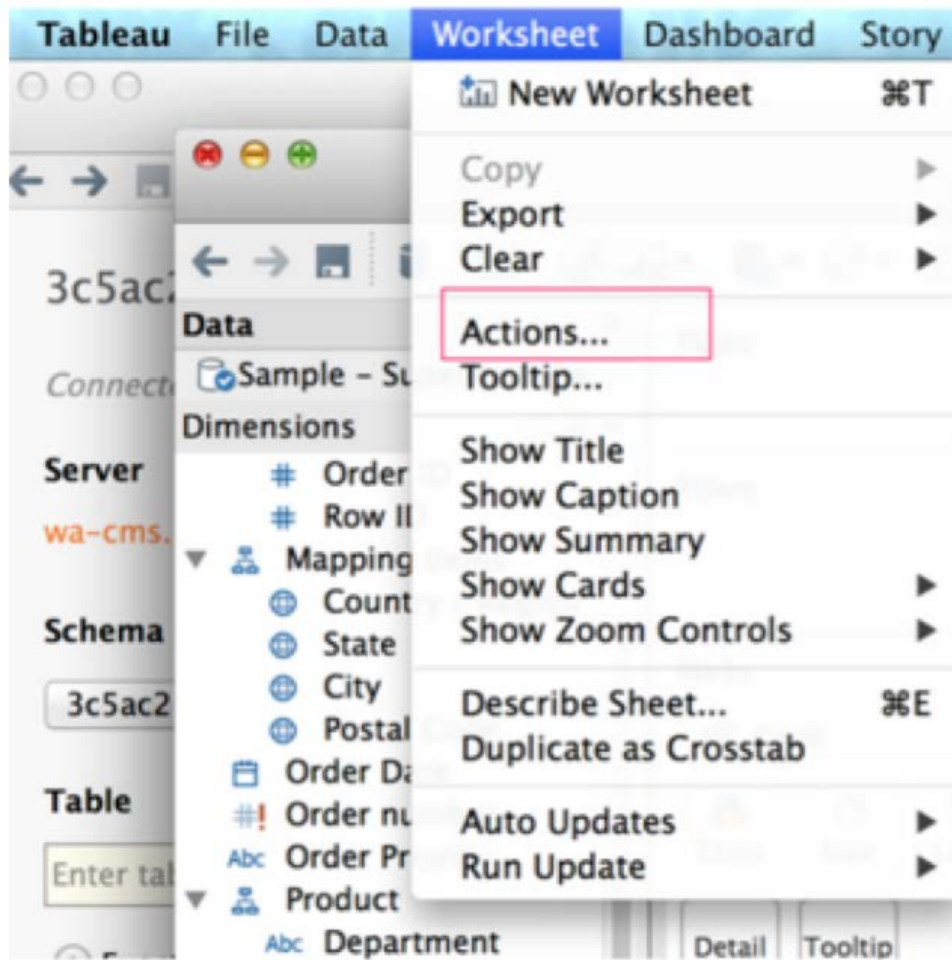 Tableau File Data Worksheet Dashboard Story
New Worksheet ⌘T
Copy
Export
Clear
Actions...
Tooltip...
Show Title
Show Caption
Show Summary
Show Cards
Show Zoom Controls
Describe Sheet... ⌘E
Duplicate as Crosstab
Auto Updates
Run Update
3c5ac2
Server
wa-cms.
Schema
3c5ac2
Table
Enter
Data
Sample - Su
Dimensions
# Order
# Row
Mapping
Count
State
City
Postal
Order Da
#! Order nu
Abc Order Pr
Product
Abc Department
Detail Tooltip